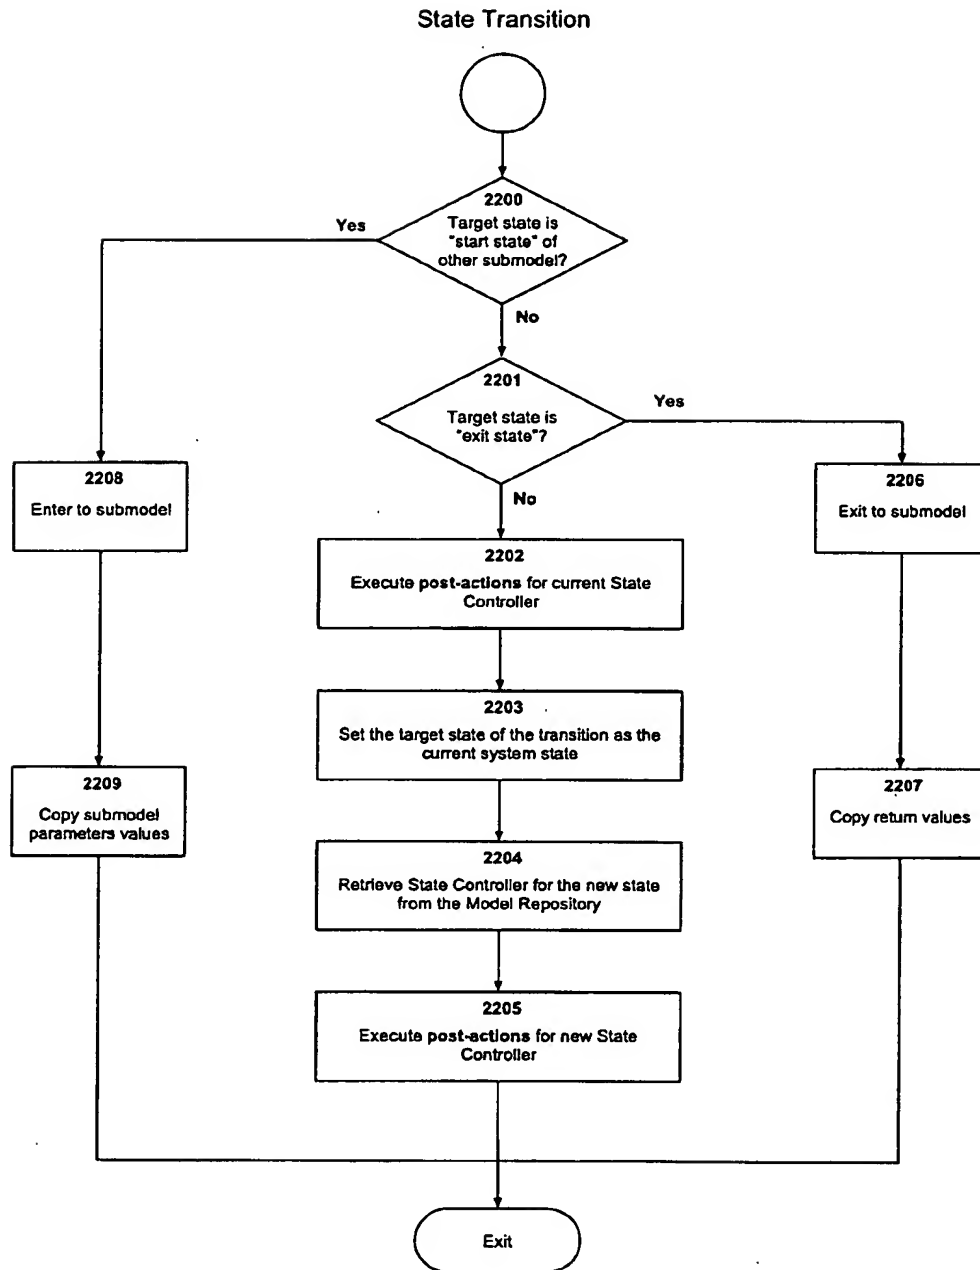 State Transition
2200
Target state is
"start state" of
other submodel?
Yes
No
2201
Target state is
"exit state"?
Yes
No
2208
Enter to submodel
2206
Exit to submodel
2202
Execute post-actions for current State
Controller
2203
Set the target state of the transition as the
current system state
2209
Copy submodel
parameters values
2207
Copy return values
2204
Retrieve State Controller for the new state
from the Model Repository
2205
Execute post-actions for new State
Controller
Exit